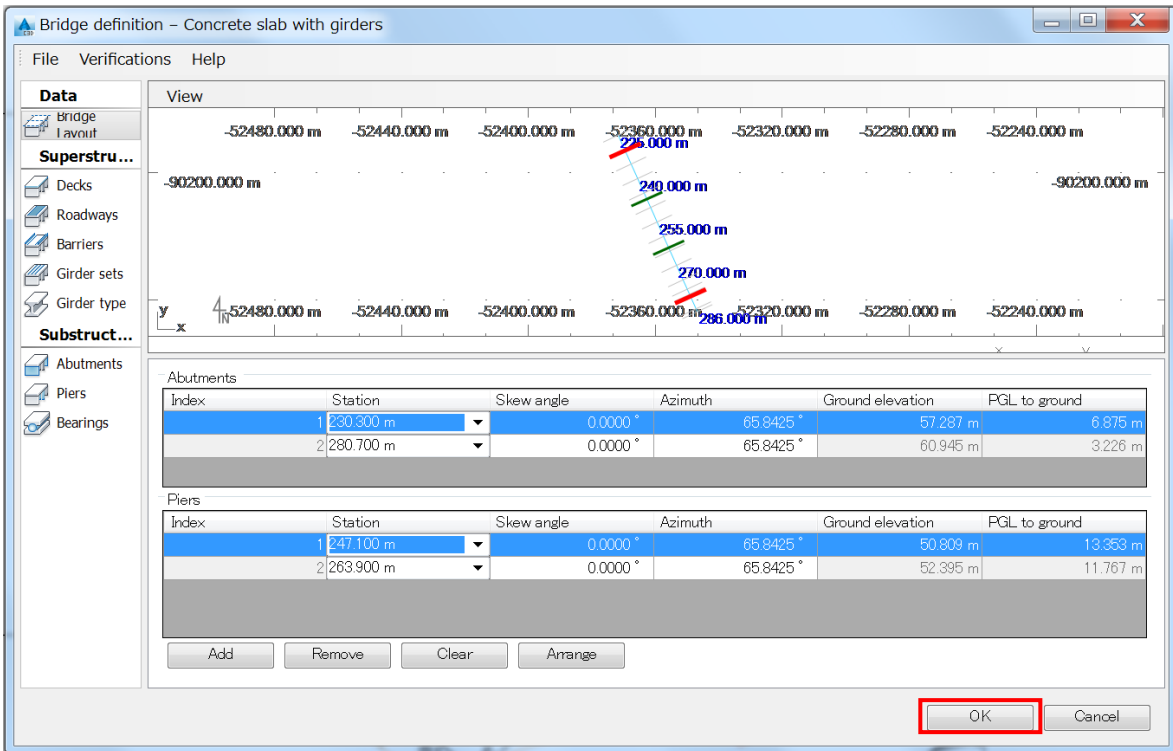 Bridge definition – Concrete slab with girders
File Verifications Help
Data
Bridge
Layout
Superstru...
Decks
Roadways
Barriers
Girder sets
Girder type
Substruct...
Abutments
Piers
Bearings
View
-52480.000 m -52440.000 m -52400.000 m -52360.000 m -52320.000 m -52280.000 m -52240.000 m
225.000 m
-90200.000 m 240.000 m -90200.000 m
255.000 m
270.000 m
y N -52480.000 m -52440.000 m -52400.000 m -52360.000 m -52320.000 m -52280.000 m -52240.000 m
x 286.000 m
Abutments
Index Station Skew angle Azimuth Ground elevation PGL to ground
1 230.300 m 0.0000 ° 65.8425 ° 57.287 m 6.875 m
2 280.700 m 0.0000 ° 65.8425 ° 60.945 m 3.226 m
Piers
Index Station Skew angle Azimuth Ground elevation PGL to ground
1 247.100 m 0.0000 ° 65.8425 ° 50.809 m 13.353 m
2 263.900 m 0.0000 ° 65.8425 ° 52.395 m 11.767 m
Add Remove Clear Arrange
OK Cancel